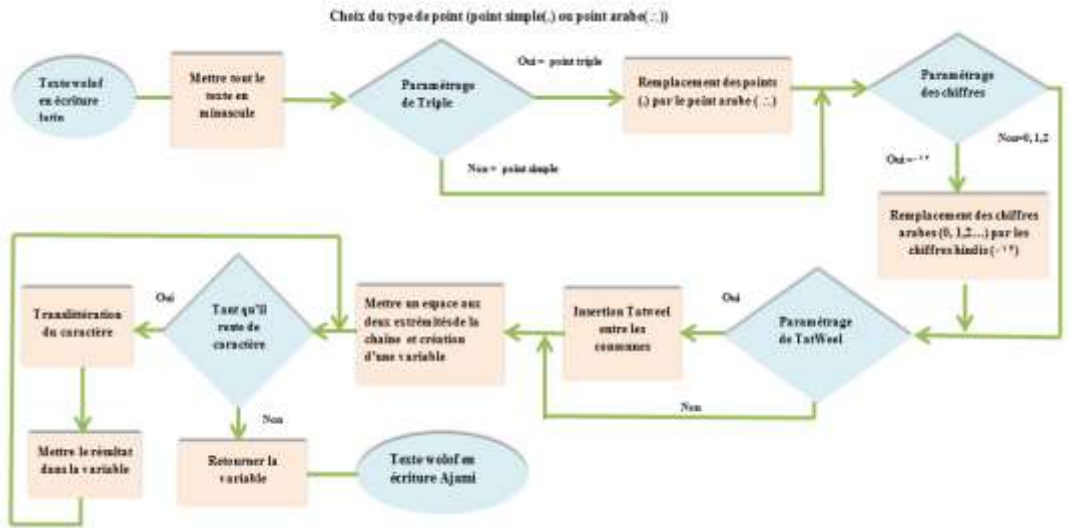 Choix du type de point (point simple(.) ou point arabe( ∴ ))
Texte wolof
en écriture
latin
Mettre tout le
texte en
minuscule
Paramétrage
de Triple
Oui = point triple
Remplacement des points
(.) par le point arabe ( ∴ )
Non = point simple
Paramétrage
des chiffres
Non=0, 1,2
Oui =٠١٢
Remplacement des chiffres
arabes (0, 1,2…) par les
chiffres hindis (٠١٢)
Paramétrage
de TatWeel
Oui
Non
Insertion Tatweel
entre les
Mettre un espace aux
deux extrémités de la
chaine et création
d'une variable
Tant qu'il
reste de
caractère
Oui
Translittération
du caractère
Mettre le résultat
dans la variable
Non
Retourner la
variable
Texte wolof en
écriture Ajami